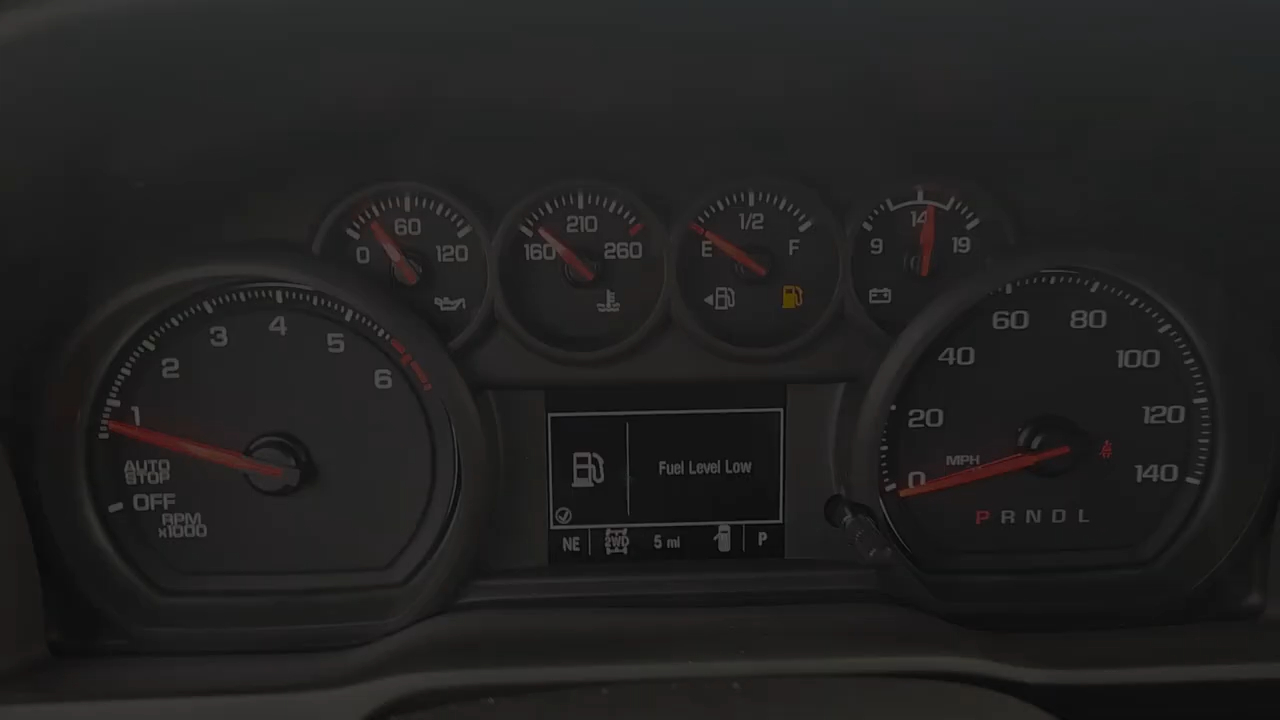 0 60 120
160 210 260
E 1/2 F
9 14 19
1 2 3 4 5 6
AUTO
STOP
OFF
RPM
x1000
Fuel Level Low
NE 2WD 5 mi P
0 20 40 60 80 100 120 140
MPH
P R N D L